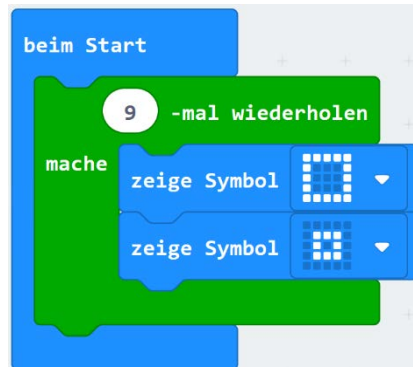 beim Start
9 -mal wiederholen
mache
zeige Symbol
zeige Symbol